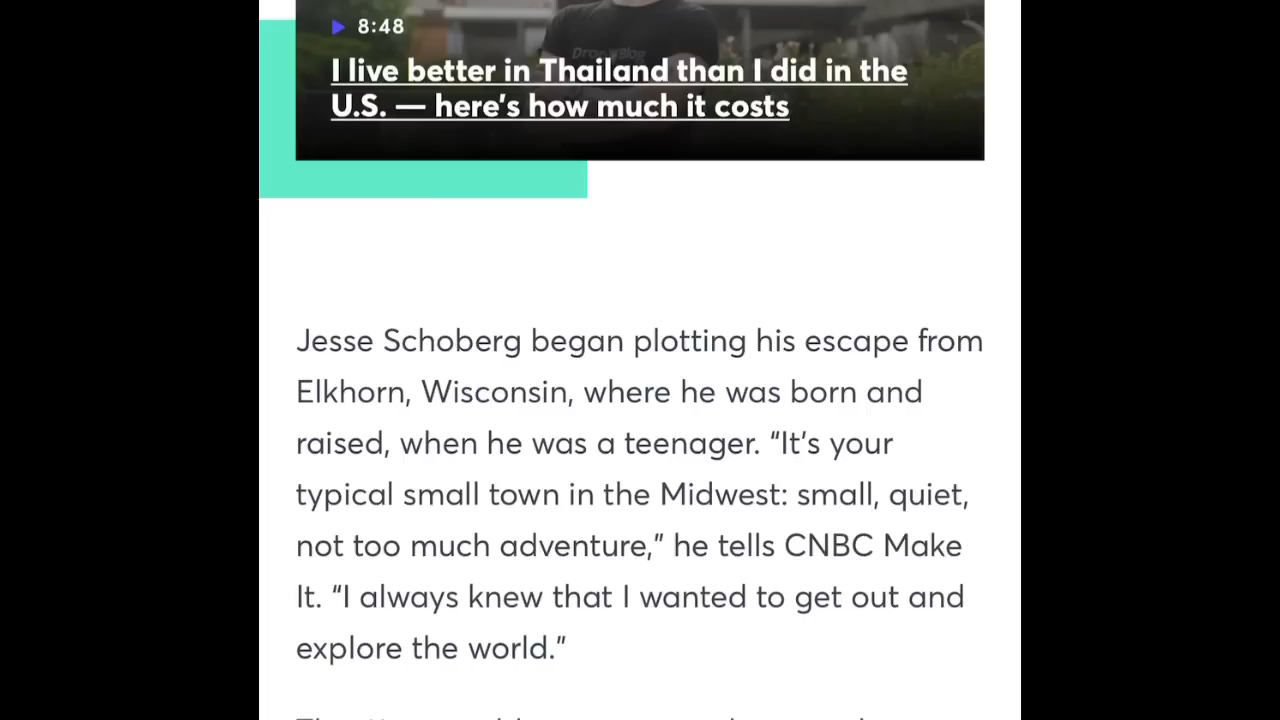 8:48
I live better in Thailand than I did in the
U.S. — here's how much it costs
Jesse Schoberg began plotting his escape from
Elkhorn, Wisconsin, where he was born and
raised, when he was a teenager. “It's your
typical small town in the Midwest: small, quiet,
not too much adventure,” he tells CNBC Make
It. “I always knew that I wanted to get out and
explore the world.”